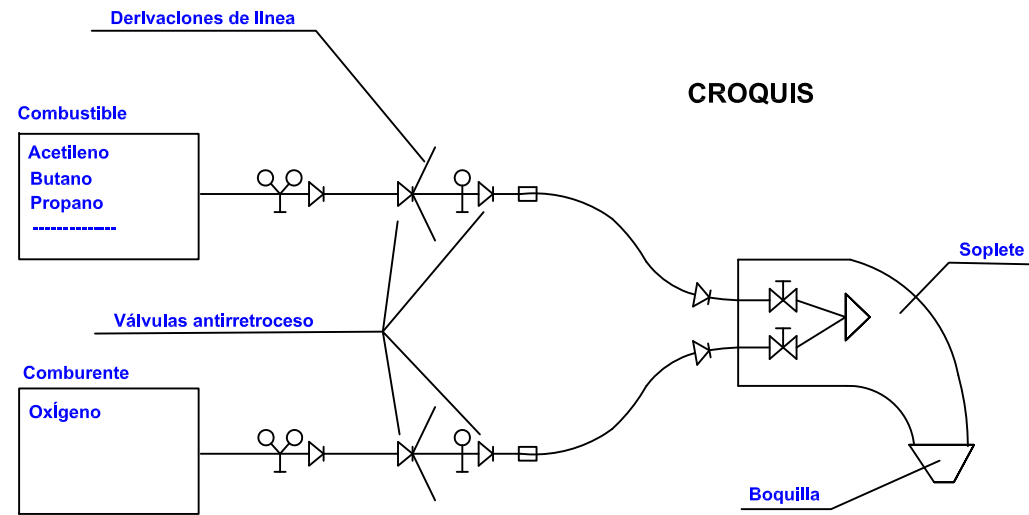 Derivaciones de línea
CROQUIS
Combustible
Acetileno
Butano
Propano
--------------
Soplete
Válvulas antirretroceso
Comburente
Oxígeno
Boquilla